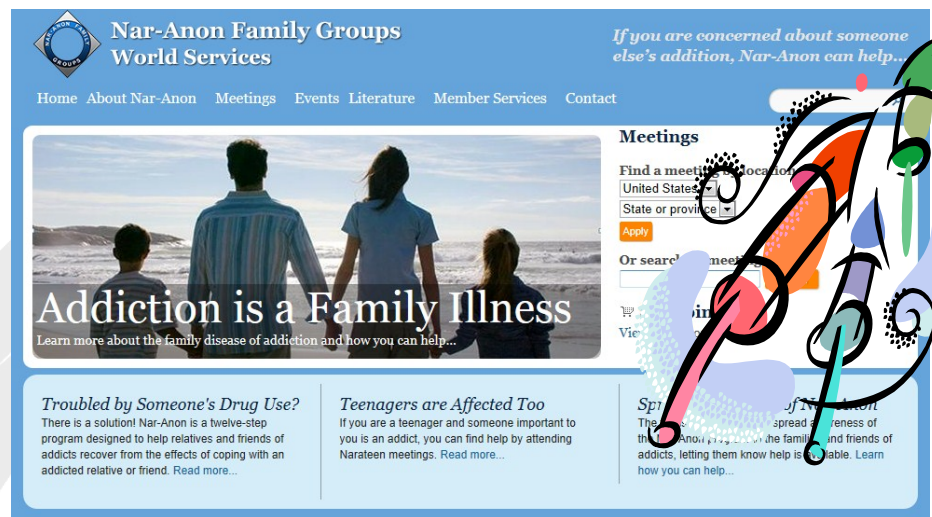 Nar-Anon Family Groups
World Services
If you are concerned about someone
else's addition, Nar-Anon can help...
Home About Nar-Anon Meetings Events Literature Member Services Contact
Addiction is a Family Illness
Learn more about the family disease of addiction and how you can help...
Meetings
Find a meeting by location
United States
State or province
Apply
Or search
Troubled by Someone's Drug Use?
There is a solution! Nar-Anon is a twelve-step
program designed to help relatives and friends of
addicts recover from the effects of coping with an
addicted relative or friend. Read more...
Teenagers are Affected Too
If you are a teenager and someone important to
you is an addict, you can find help by attending
Narateen meetings. Read more...
of Nar-Anon
spread awareness of
the families and friends of
addicts, letting them know help is available. Learn
how you can help...